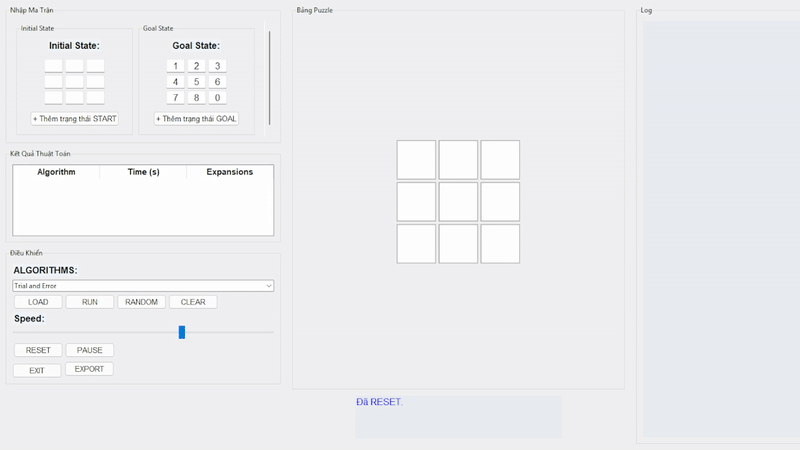 Nhập Ma Trận
Initial State
Initial State:
+ Thêm trạng thái START
Goal State
Goal State:
1 2 3
4 5 6
7 8 0
+ Thêm trạng thái GOAL
Kết Quả Thuật Toán
Algorithm Time (s) Expansions
Điều Khiển
ALGORITHMS:
Trial and Error
LOAD RUN RANDOM CLEAR
Speed:
RESET PAUSE
EXIT EXPORT
Bảng Puzzle
Đã RESET.
Log